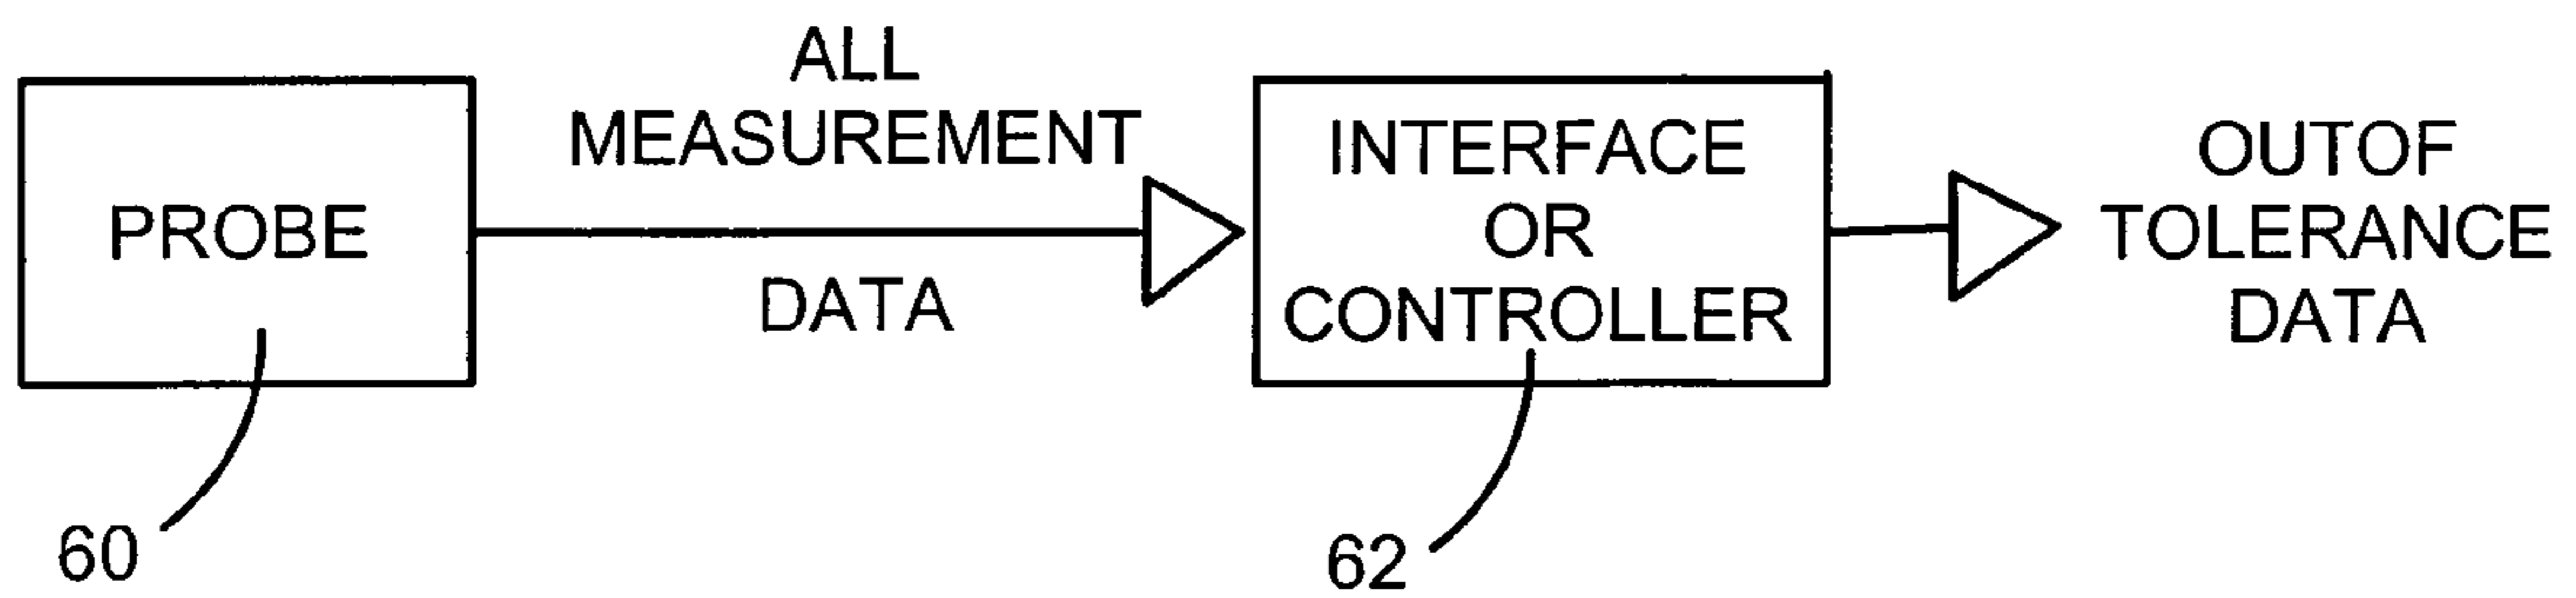 PROBE
60
ALL
MEASUREMENT
DATA
INTERFACE
OR
CONTROLLER
62
OUTOF
TOLERANCE
DATA